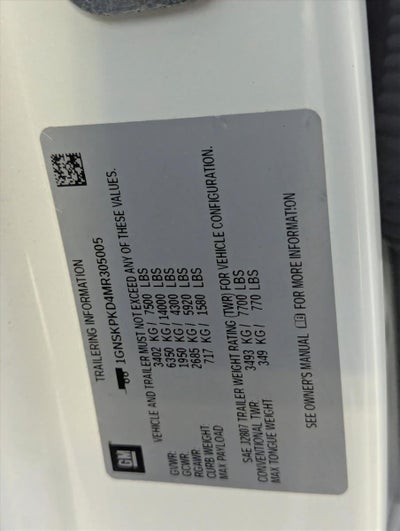 GM
TRAILERING INFORMATION
1GNSKPKD4MR305005
VEHICLE AND TRAILER MUST NOT EXCEED ANY OF THESE VALUES.
GVWR: 3402 KG/ 7500 LBS
GCWR: 6350 KG/14000 LBS
RGAWR 1950 KG/ 4300 LBS
CURB WEIGHT 2685 KG/ 5920 LBS
MAX PAYLOAD 717 KG/ 1580 LBS
SAE J2807 TRAILER WEIGHT RATING (TWR) FOR VEHICLE CONFIGURATION.
CONVENTIONAL TWR 3493 KG/ 7700 LBS
MAX TONGUE WEIGHT 349 KG/ 770 LBS
SEE OWNER'S MANUAL FOR MORE INFORMATION